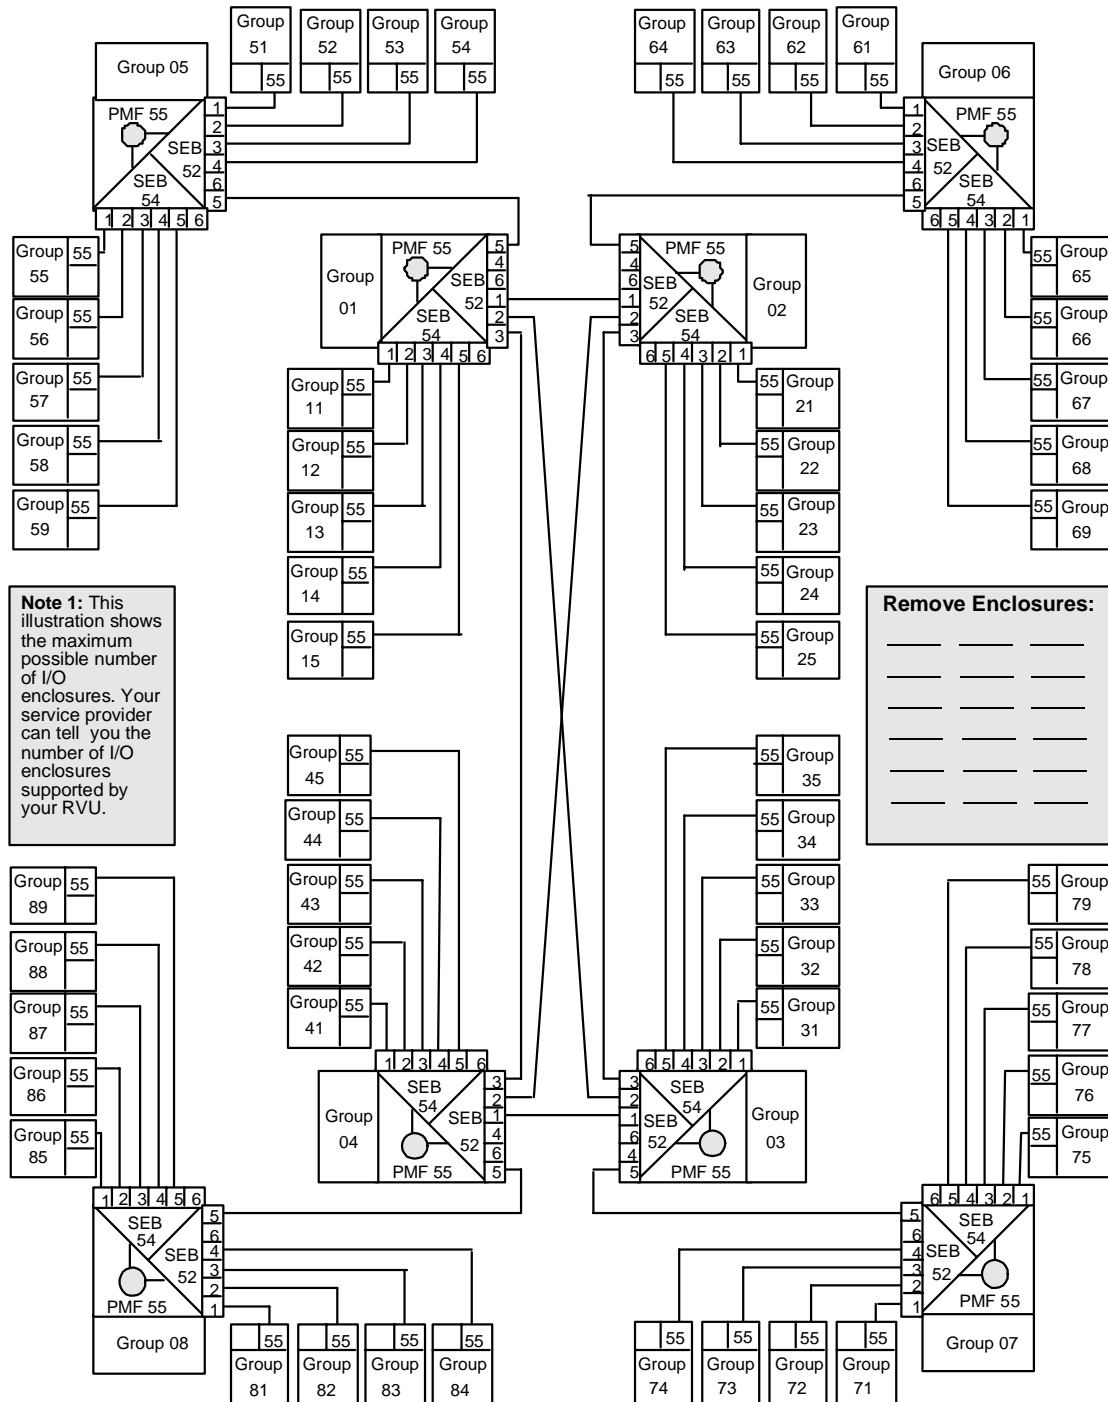 Group 51
55
Group 52
55
Group 53
55
Group 54
55
Group 64
55
Group 63
55
Group 62
55
Group 61
55
Group 05
PMF 55
SEB 52
SEB 54
1
2
3
4
6
5
1 2 3 4 5 6
Group 06
PMF 55
SEB 52
SEB 54
1
2
3
4
6
5
6 5 4 3 2 1
Group 55
55
Group 56
55
Group 57
55
Group 58
55
Group 59
55
Group 01
PMF 55
SEB 52
SEB 54
5
4
6
1
2
3
1 2 3 4 5 6
Group 02
PMF 55
SEB 52
SEB 54
5
4
6
1
2
3
6 5 4 3 2 1
55
Group 65
55
Group 66
55
Group 67
55
Group 68
55
Group 69
Group 11
55
Group 12
55
Group 13
55
Group 14
55
Group 15
55
55
Group 21
55
Group 22
55
Group 23
55
Group 24
55
Group 25
Note 1: This
illustration shows
the maximum
possible number
of I/O
enclosures. Your
service provider
can tell you the
number of I/O
enclosures
supported by
your RVU.
Remove Enclosures:
Group 45
55
Group 44
55
Group 43
55
Group 42
55
Group 41
55
55
Group 35
55
Group 34
55
Group 33
55
Group 32
55
Group 31
Group 89
55
Group 88
55
Group 87
55
Group 86
55
Group 85
55
55
Group 79
55
Group 78
55
Group 77
55
Group 76
55
Group 75
1 2 3 4 5 6
SEB 54
SEB 52
PMF 55
Group 04
3
2
1
4
6
5
6 5 4 3 2 1
SEB 54
SEB 52
PMF 55
Group 03
3
2
1
6
4
5
1 2 3 4 5 6
SEB 54
SEB 52
PMF 55
Group 08
5
6
4
3
2
1
6 5 4 3 2 1
SEB 54
SEB 52
PMF 55
Group 07
5
6
4
3
2
1
55
Group 81
55
Group 82
55
Group 83
55
Group 84
55
Group 74
55
Group 73
55
Group 72
55
Group 71